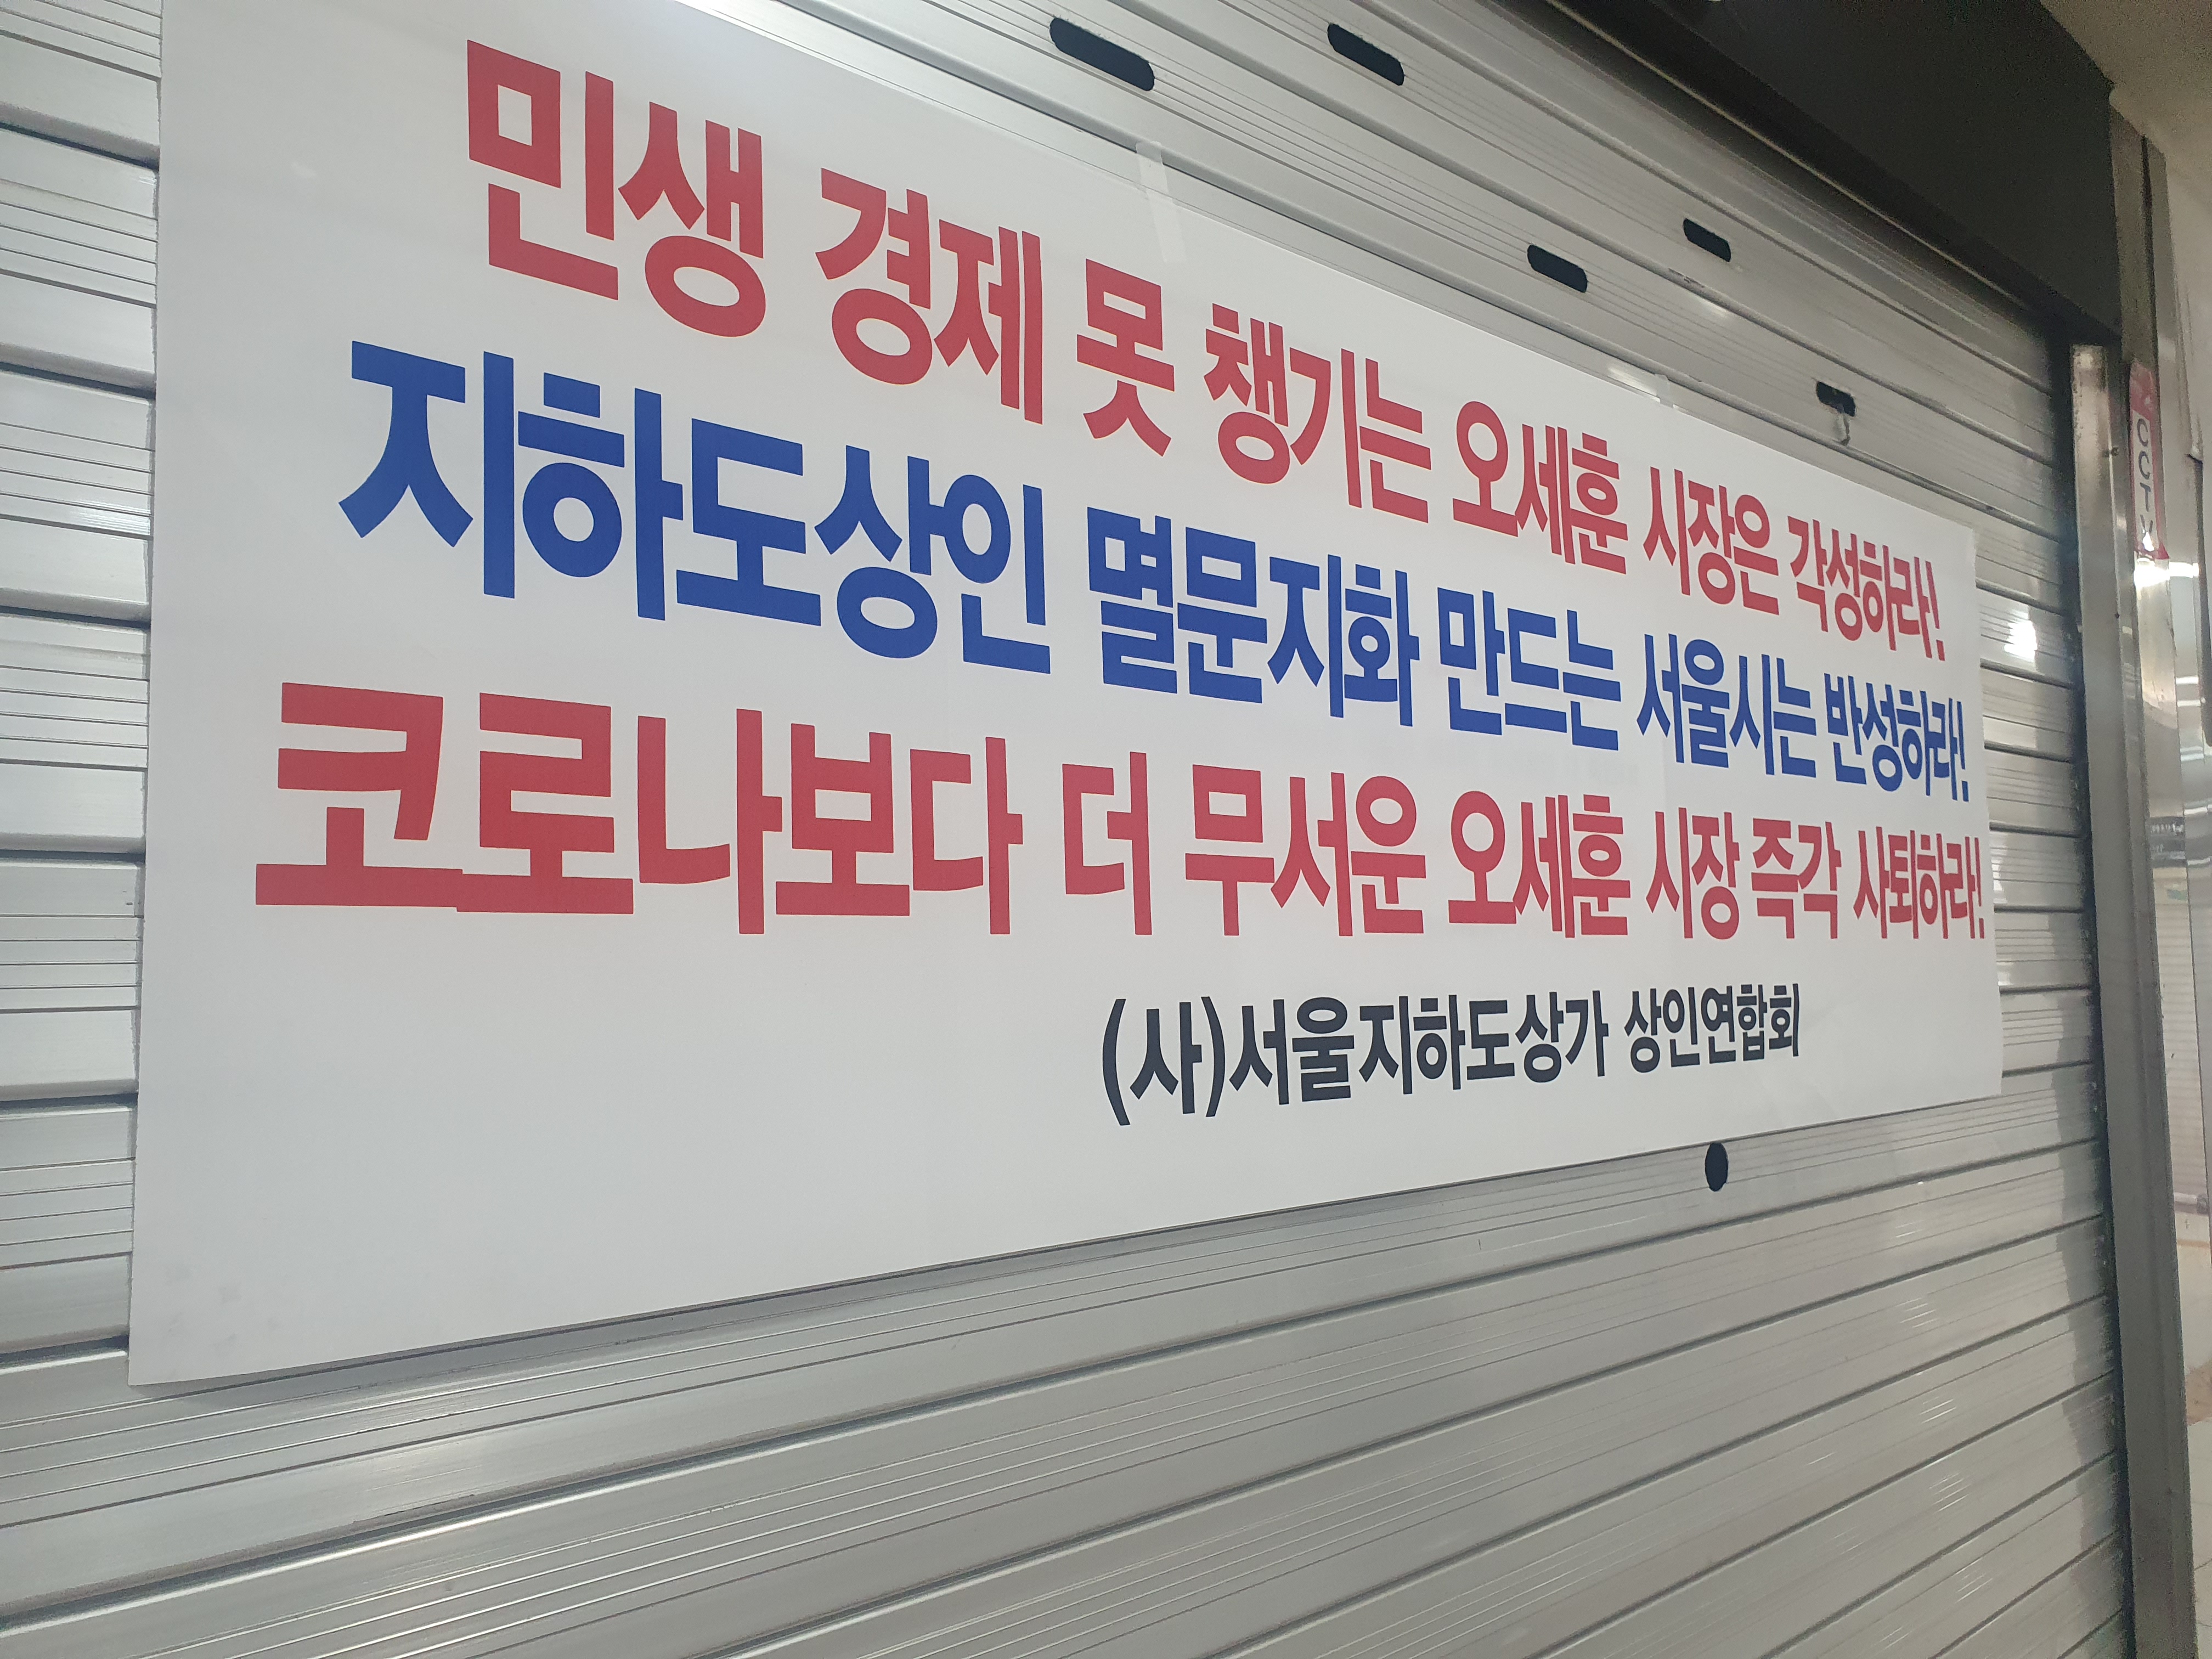 민생 경제 못 챙기는 오세훈 시장은 각성하라!
지하도상인 멸문지화 만드는 서울시는 반성하라!
코로나보다 더 무서운 오세훈 시장 즉각 사퇴하라!
(사)서울지하도상가 상인연합회
CCTV